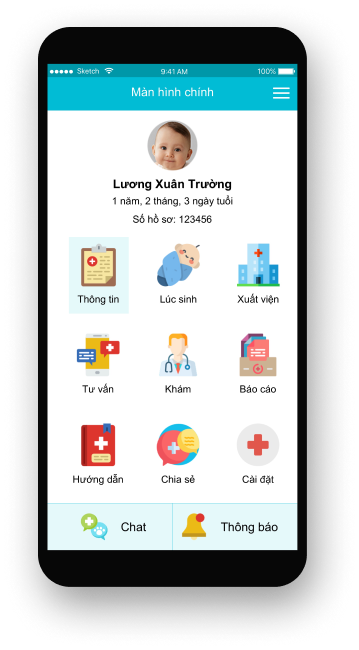 Sketch 9:41 AM 100%
Màn hình chính
Lương Xuân Trường
1 năm, 2 tháng, 3 ngày tuổi
Số hồ sơ: 123456
Thông tin Lúc sinh Xuất viện
Tư vấn Khám Báo cáo
Hướng dẫn Chia sẻ Cài đặt
Chat Thông báo